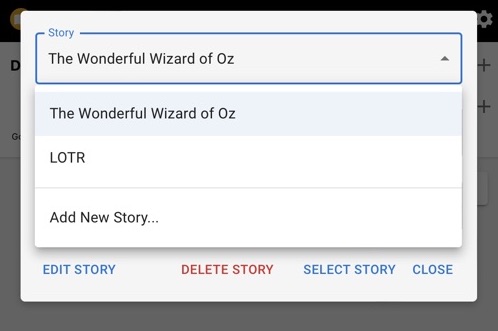 Story
The Wonderful Wizard of Oz
The Wonderful Wizard of Oz
LOTR
Add New Story...
EDIT STORY
DELETE STORY
SELECT STORY
CLOSE